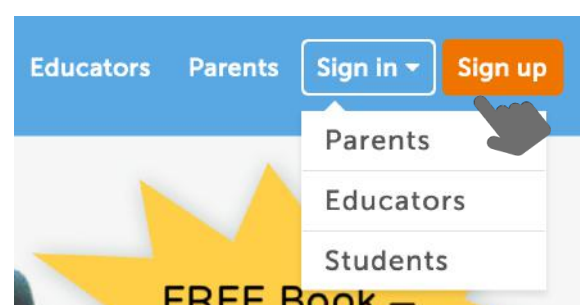 Educators Parents Sign in Sign up
Parents
Educators
Students
FREE Book –